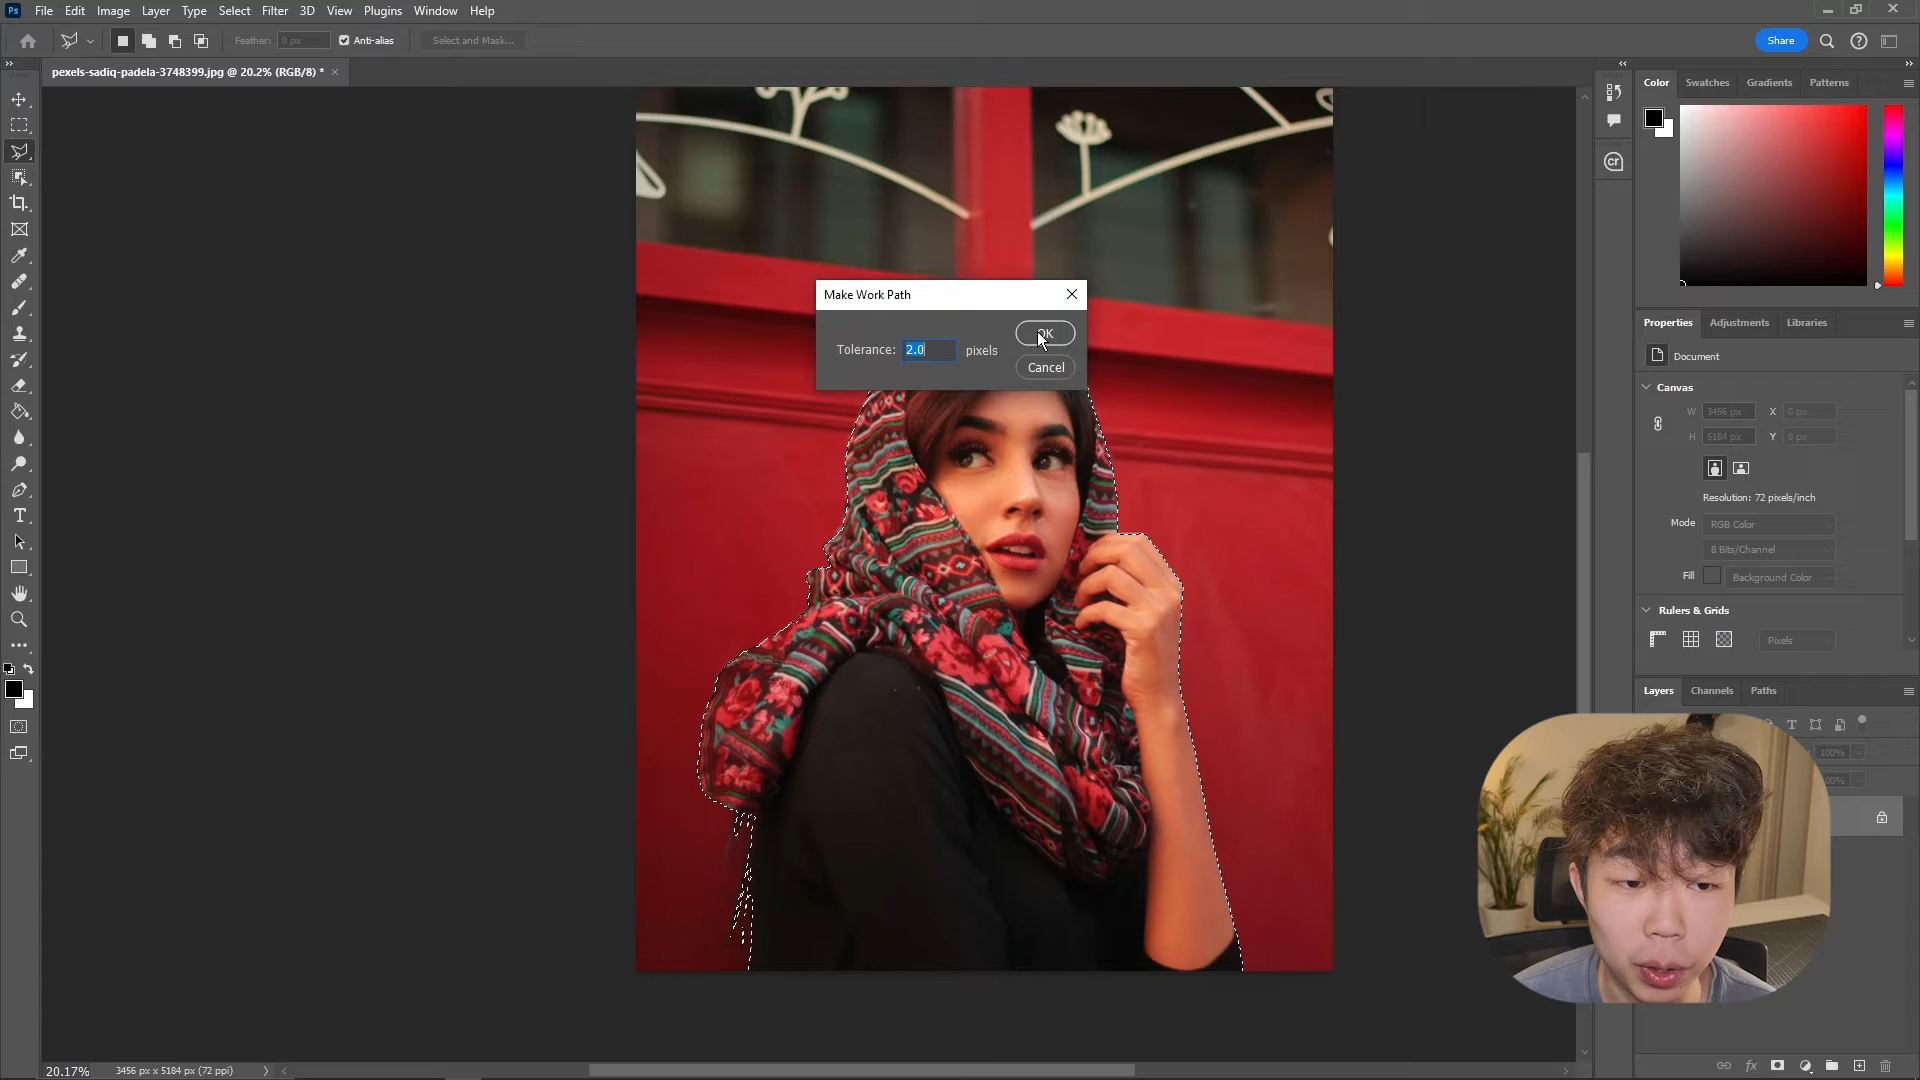 Ps File Edit Image Layer Type Select Filter 3D View Plugins Window Help
Feather: 0 px Anti-alias Select and Mask... Share
pexels-sadiq-padela-3748399.jpg @ 20.2% (RGB/8) * ×
Color Swatches Gradients Patterns
Make Work Path
Tolerance: 2.0 pixels
OK
Cancel
Properties Adjustments Libraries
Document
Canvas
W 3456 px X 0 px
H 5184 px Y 0 px
Resolution: 72 pixels/inch
Mode RGB Color
8 Bits/Channel
Fill Background Color
Rulers & Grids
Pixels
Layers Channels Paths
100%
100%
20.17% 3456 px x 5184 px (72 ppi)